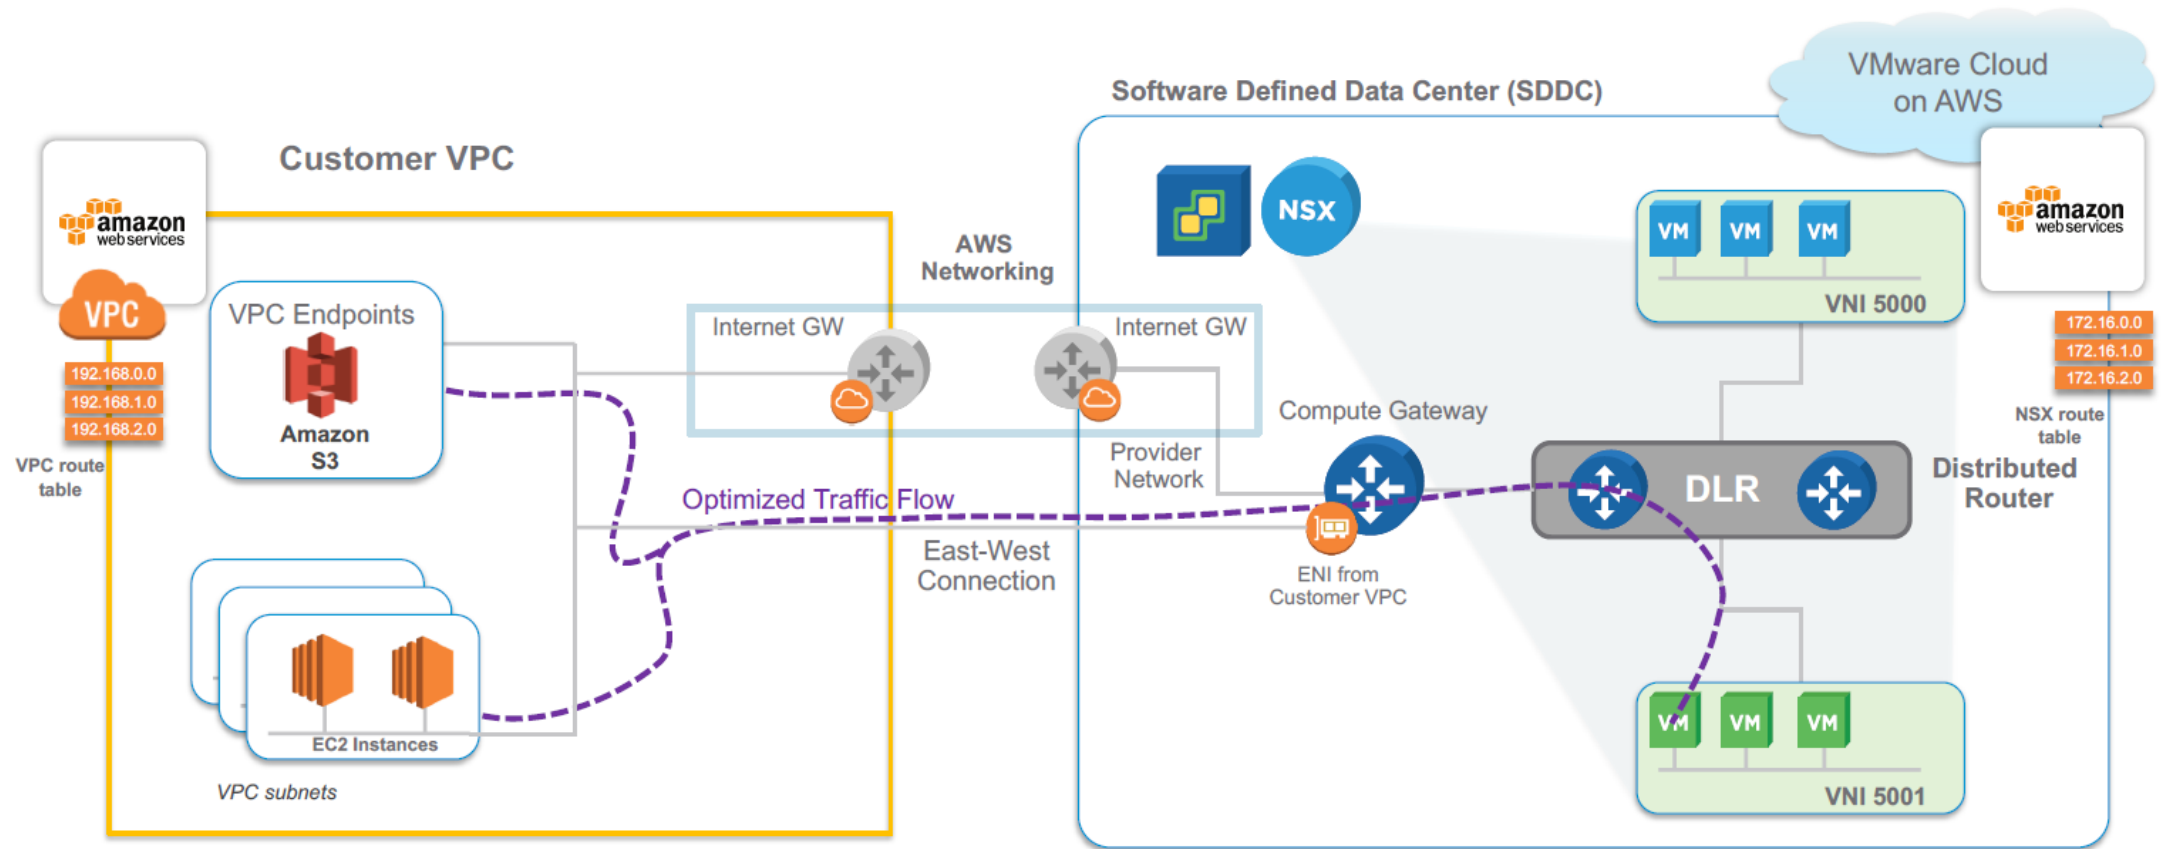 VMware Cloud
on AWS
Software Defined Data Center (SDDC)
Customer VPC
amazon
web services
VPC
192.168.0.0
192.168.1.0
192.168.2.0
VPC route
table
VPC Endpoints
Amazon
S3
EC2 Instances
VPC subnets
AWS
Networking
Internet GW
Internet GW
Provider
Network
Optimized Traffic Flow
East-West
Connection
NSX
Compute Gateway
ENI from
Customer VPC
VM VM VM
VNI 5000
DLR
Distributed
Router
VM VM VM
VNI 5001
amazon
web services
172.16.0.0
172.16.1.0
172.16.2.0
NSX route
table